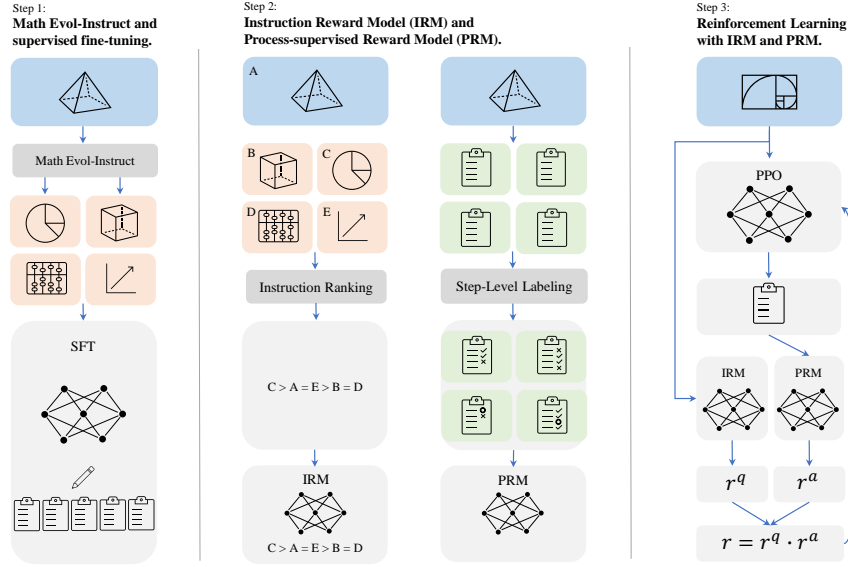 Step 1:
Math Evol-Instruct and
supervised fine-tuning.
Math Evol-Instruct
SFT
Step 2:
Instruction Reward Model (IRM) and
Process-supervised Reward Model (PRM).
A
B
C
D
E
Instruction Ranking
C > A = E > B = D
IRM
C > A = E > B = D
Step-Level Labeling
PRM
Step 3:
Reinforcement Learning
with IRM and PRM.
PPO
IRM
PRM
r^q
r^a
r = r^q · r^a